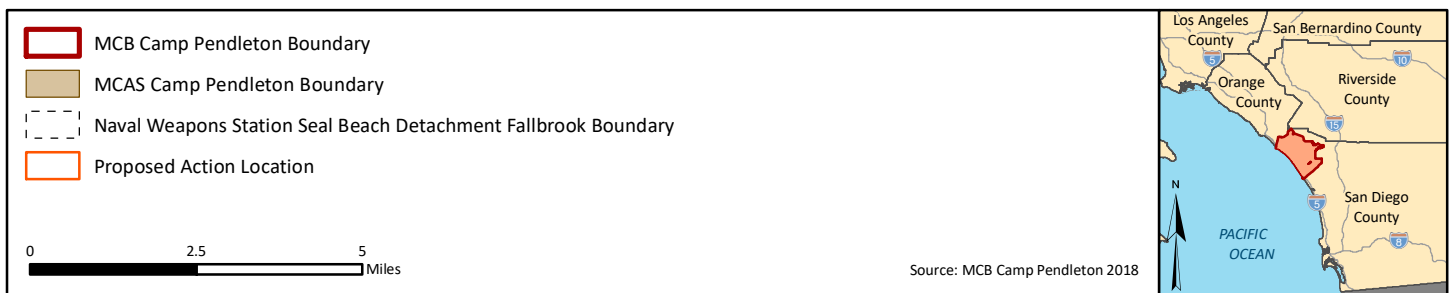 MCB Camp Pendleton Boundary
MCAS Camp Pendleton Boundary
Naval Weapons Station Seal Beach Detachment Fallbrook Boundary
Proposed Action Location
0 2.5 5
Miles
Source: MCB Camp Pendleton 2018
Los Angeles
County
San Bernardino County
5
10
Orange
County
Riverside
County
15
N
San Diego
County
5
PACIFIC
OCEAN
8